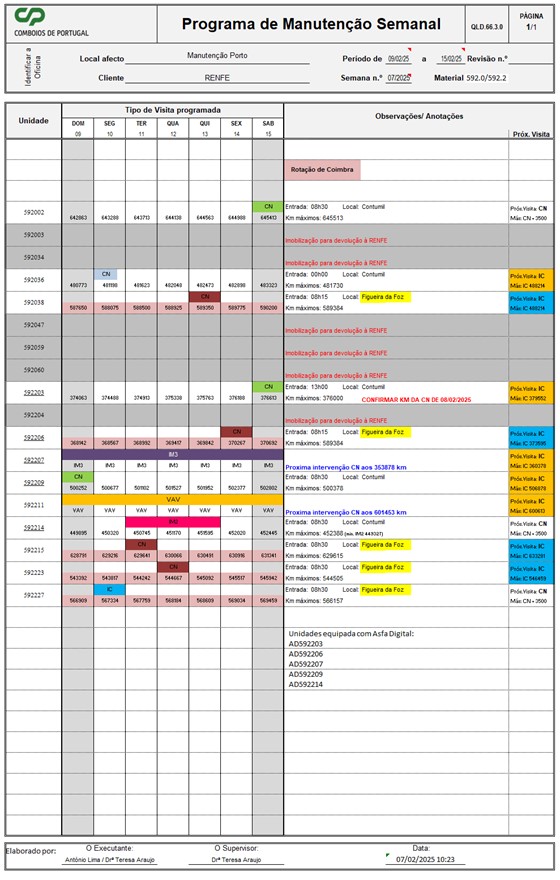 COMBOIOS DE PORTUGAL
Programa de Manutenção Semanal
QLD.66.3.0
PÁGINA
1/1
Identificar a Oficina
Local afecto Manutenção Porto Período de 09/02/25 a 15/02/25 Revisão n.º
Cliente RENFE Semana n.º 07/2025 Material 592.0/592.2
Unidade Tipo de Visita programada Observações/ Anotações Próx. Visita
DOM SEG TER QUA QUI SEX SAB
09 10 11 12 13 14 15
Rotação de Coimbra
592002 CN Entrada: 08h30 Local: Contumil Próx.Visita: CN
642863 643288 643713 644138 644563 644988 645413 Km máximos: 645513 Máx: CN + 3500
592003 Imobilização para devolução à RENFE
592034 Imobilização para devolução à RENFE
592036 CN Entrada: 00h00 Local: Contumil Próx.Visita: IC
480773 481198 481623 482048 482473 482898 483323 Km máximos: 481730 Máx: IC 488214
592038 CN Entrada: 08h15 Local: Figueira da Foz Próx.Visita: IC
587650 588075 588500 588925 589350 589775 590200 Km máximos: 589384 Máx: IC 488214
592047 Imobilização para devolução à RENFE
592059 Imobilização para devolução à RENFE
592060 Imobilização para devolução à RENFE
592203 CN Entrada: 13h00 Local: Contumil Próx.Visita: IC
374063 374488 374913 375338 375763 376188 376613 Km máximos: 376000 CONFIRMAR KM DA CN DE 08/02/2025 Máx: IC 379552
592204 Imobilização para devolução à RENFE
592206 CN Entrada: 08h15 Local: Figueira da Foz Próx.Visita: IC
368142 368567 368992 369417 369842 370267 370692 Km máximos: 589384
592207 IM3 Próx.Visita: IC
IM3 IM3 IM3 IM3 IM3 IM3 IM3 Proxima intervenção CN aos 353878 km Máx: IC 360378
592209 CN Entrada: 08h30 Local: Contumil Próx.Visita: IC
500252 500677 501102 501527 501952 502377 502802 Km máximos: 500378 Máx: IC 506878
592211 VAV Próx.Visita: IC
VAV VAV VAV VAV VAV VAV VAV Proxima intervenção CN aos 601453 km Máx: IC 600613
592214 IM2 Entrada: 08h30 Local: Contumil Próx.Visita: CN
449895 450320 450745 451170 451595 452020 452445 Km máximos: 452386 Máx: CN + 3500
592215 CN Entrada: 08h30 Local: Figueira da Foz Próx.Visita: IC
628791 629216 629641 630066 630491 630916 631341 Km máximos: 629615 Máx: IC 633291
592223 CN Entrada: 08h30 Local: Figueira da Foz Próx.Visita: IC
543392 543817 544242 544667 545092 545517 545942 Km máximos: 544505 Máx: IC 546459
592227 IC Entrada: 08h30 Local: Figueira da Foz Próx.Visita: CN
566909 567334 567759 568184 568609 569034 569459 Km máximos: 566157 Máx: CN + 3500
Unidades equipada com Asfa Digital:
AD592203
AD592206
AD592207
AD592209
AD592214
Elaborado por: O Executante: O Supervisor: Data:
António Lima / Drª Teresa Araujo Drª Teresa Araujo 07/02/2025 10:23